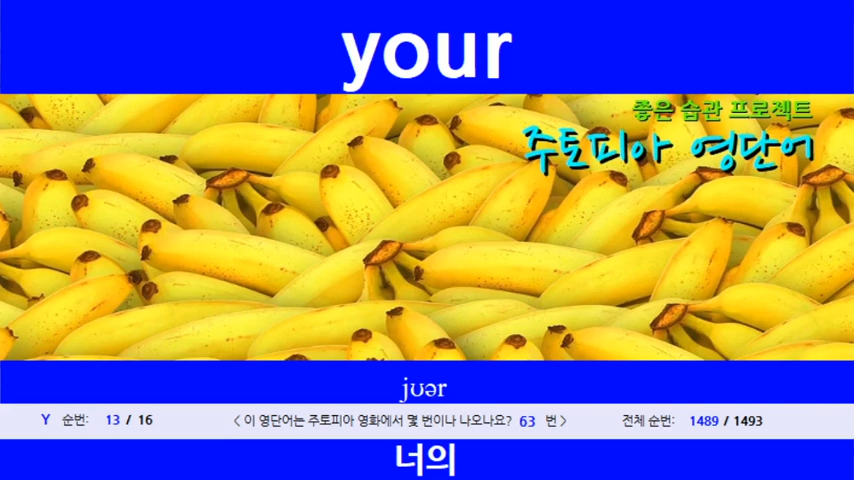 your
좋은 습관 프로젝트
주토피아 영단어
jʊər
Y 순번: 13 / 16 < 이 영단어는 주토피아 영화에서 몇 번이나 나오나요? 63 번 > 전체 순번: 1489 / 1493
너의